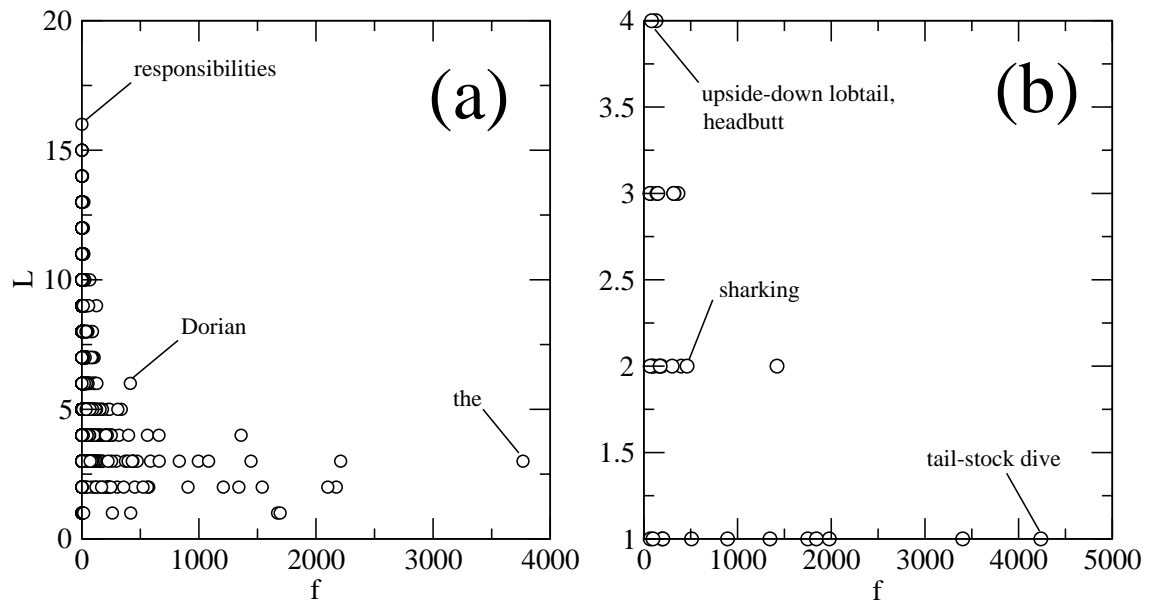 20
responsibilities
(a)
15
L
10
Dorian
5
the
0
0
1000
2000
3000
4000
f
4
upside-down lobtail,
headbutt
(b)
3.5
3
2.5
sharking
2
1.5
tail-stock dive
1
0
1000
2000
3000
4000
5000
f